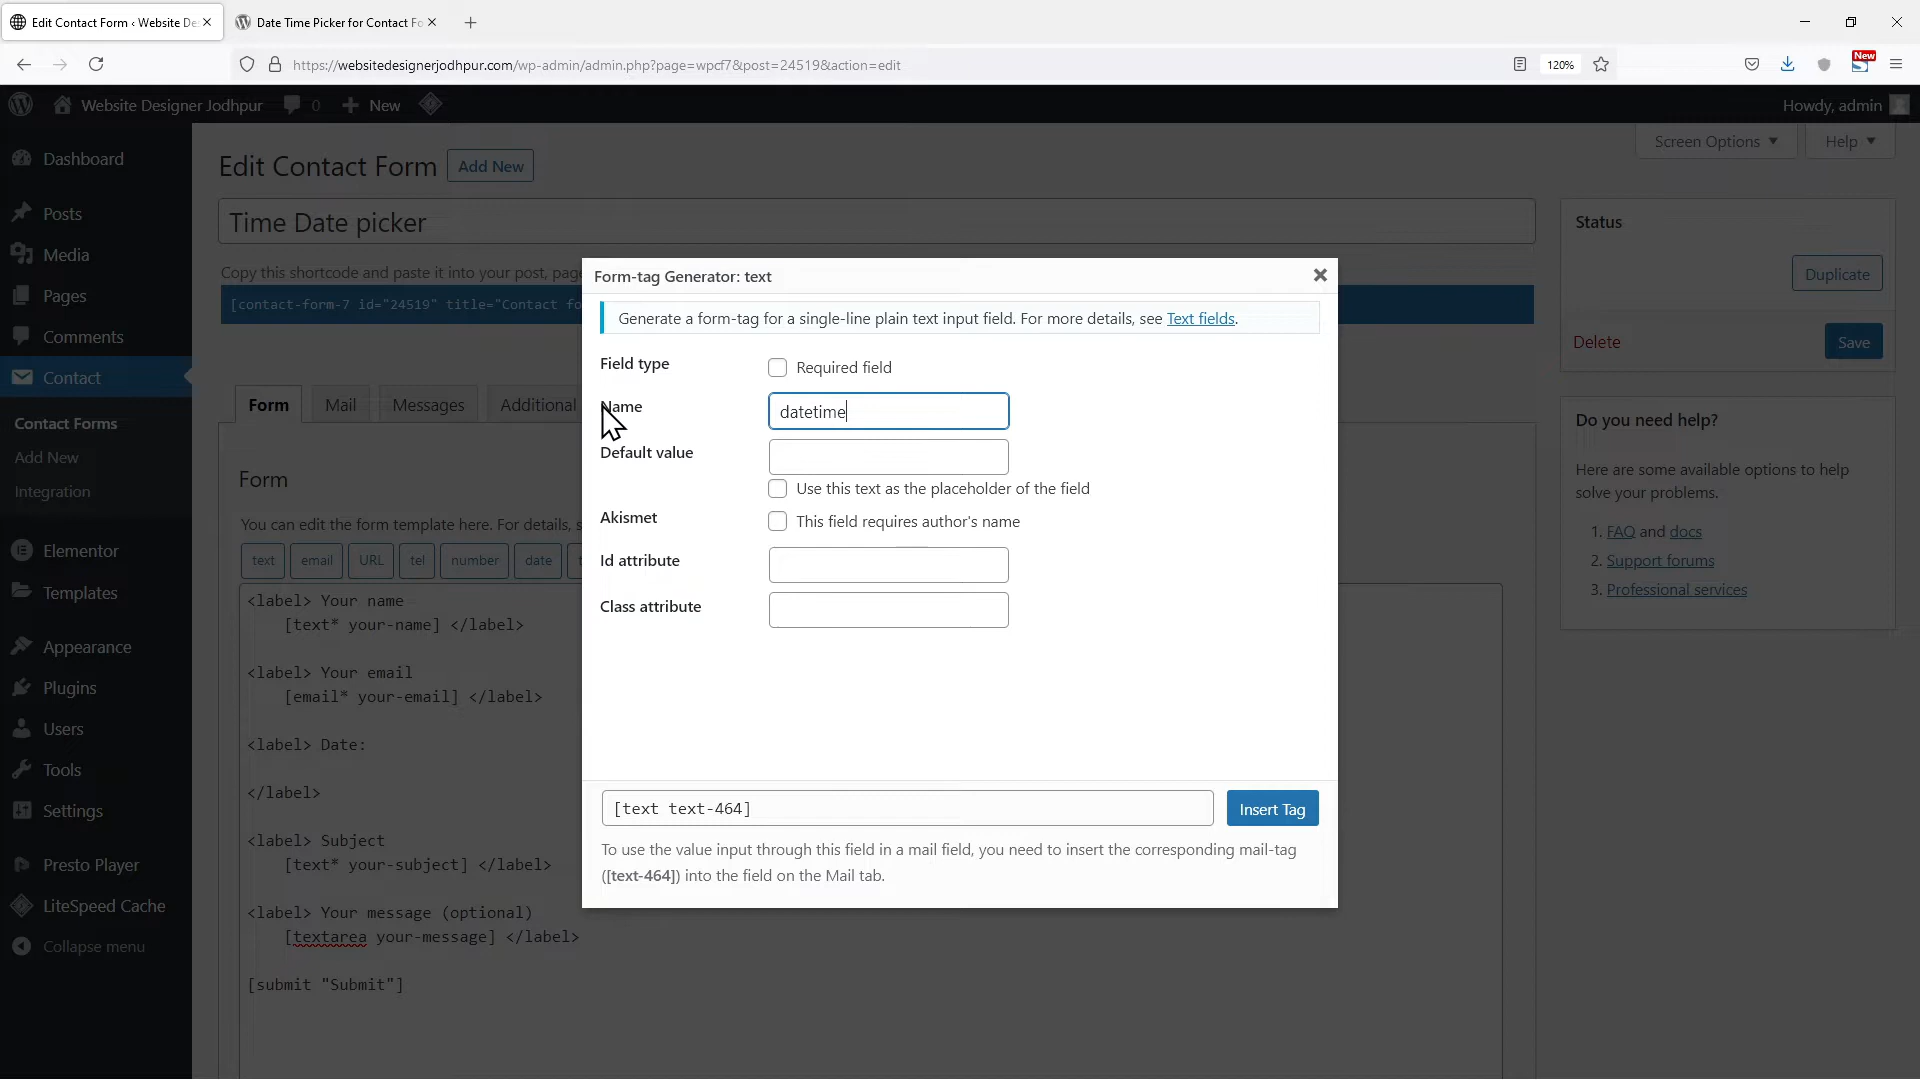 Edit Contact Form ‹ Website De
Date Time Picker for Contact Fo
https://websitedesignerjodhpur.com/wp-admin/admin.php?page=wpcf7&post=24519&action=edit
120%
New
Website Designer Jodhpur
0
New
Howdy, admin
Screen Options
Help
Dashboard
Posts
Media
Pages
Comments
Contact
Contact Forms
Add New
Integration
Elementor
Templates
Appearance
Plugins
Users
Tools
Settings
Presto Player
LiteSpeed Cache
Collapse menu
Edit Contact Form
Add New
Time Date picker
Copy this shortcode and paste it into your post, pag
[contact-form-7 id="24519" title="Contact fo
Form
Mail
Messages
Additional
Form
You can edit the form template here. For details, s
text
email
URL
tel
number
date
<label> Your name
[text* your-name] </label>
<label> Your email
[email* your-email] </label>
<label> Date:
</label>
<label> Subject
[text* your-subject] </label>
<label> Your message (optional)
[textarea your-message] </label>
[submit "Submit"]
Form-tag Generator: text
Generate a form-tag for a single-line plain text input field. For more details, see Text fields.
Field type
Required field
Name
datetime
Default value
Use this text as the placeholder of the field
Akismet
This field requires author's name
Id attribute
Class attribute
[text text-464]
Insert Tag
To use the value input through this field in a mail field, you need to insert the corresponding mail-tag
([text-464]) into the field on the Mail tab.
Status
Duplicate
Delete
Save
Do you need help?
Here are some available options to help
solve your problems.
1. FAQ and docs
2. Support forums
3. Professional services